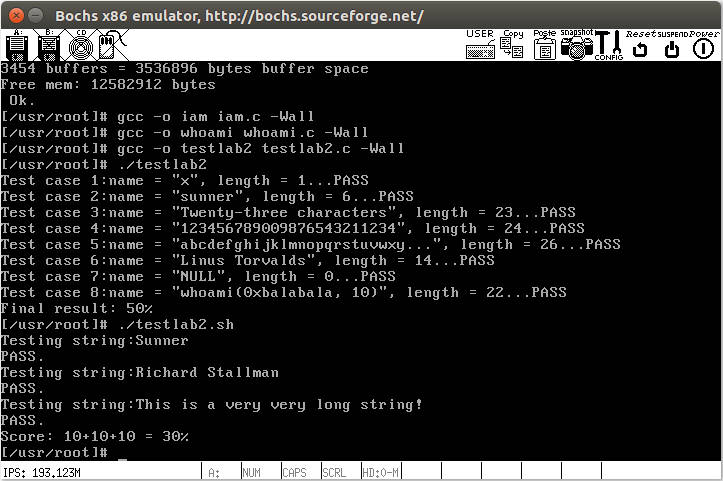 Bochs x86 emulator, http://bochs.sourceforge.net/
A: B: CD USER Copy Paste snapshot CONFIG Reset SUSPEND Power
3454 buffers = 3536896 bytes buffer space
Free mem: 12582912 bytes
 Ok.
[/usr/root]# gcc -o iam iam.c -Wall
[/usr/root]# gcc -o whoami whoami.c -Wall
[/usr/root]# gcc -o testlab2 testlab2.c -Wall
[/usr/root]# ./testlab2
Test case 1:name = "x", length = 1...PASS
Test case 2:name = "sunner", length = 6...PASS
Test case 3:name = "Twenty-three characters", length = 23...PASS
Test case 4:name = "123456789009876543211234", length = 24...PASS
Test case 5:name = "abcdefghijklmnopqrstuvwxy...", length = 26...PASS
Test case 6:name = "Linus Torvalds", length = 14...PASS
Test case 7:name = "NULL", length = 0...PASS
Test case 8:name = "whoami(0xbalabala, 10)", length = 22...PASS
Final result: 50%
[/usr/root]# ./testlab2.sh
Testing string:Sunner
PASS.
Testing string:Richard Stallman
PASS.
Testing string:This is a very very long string!
PASS.
Score: 10+10+10 = 30%
[/usr/root]# _
IPS: 193.123M A: NUM CAPS SCRL HD:0-M